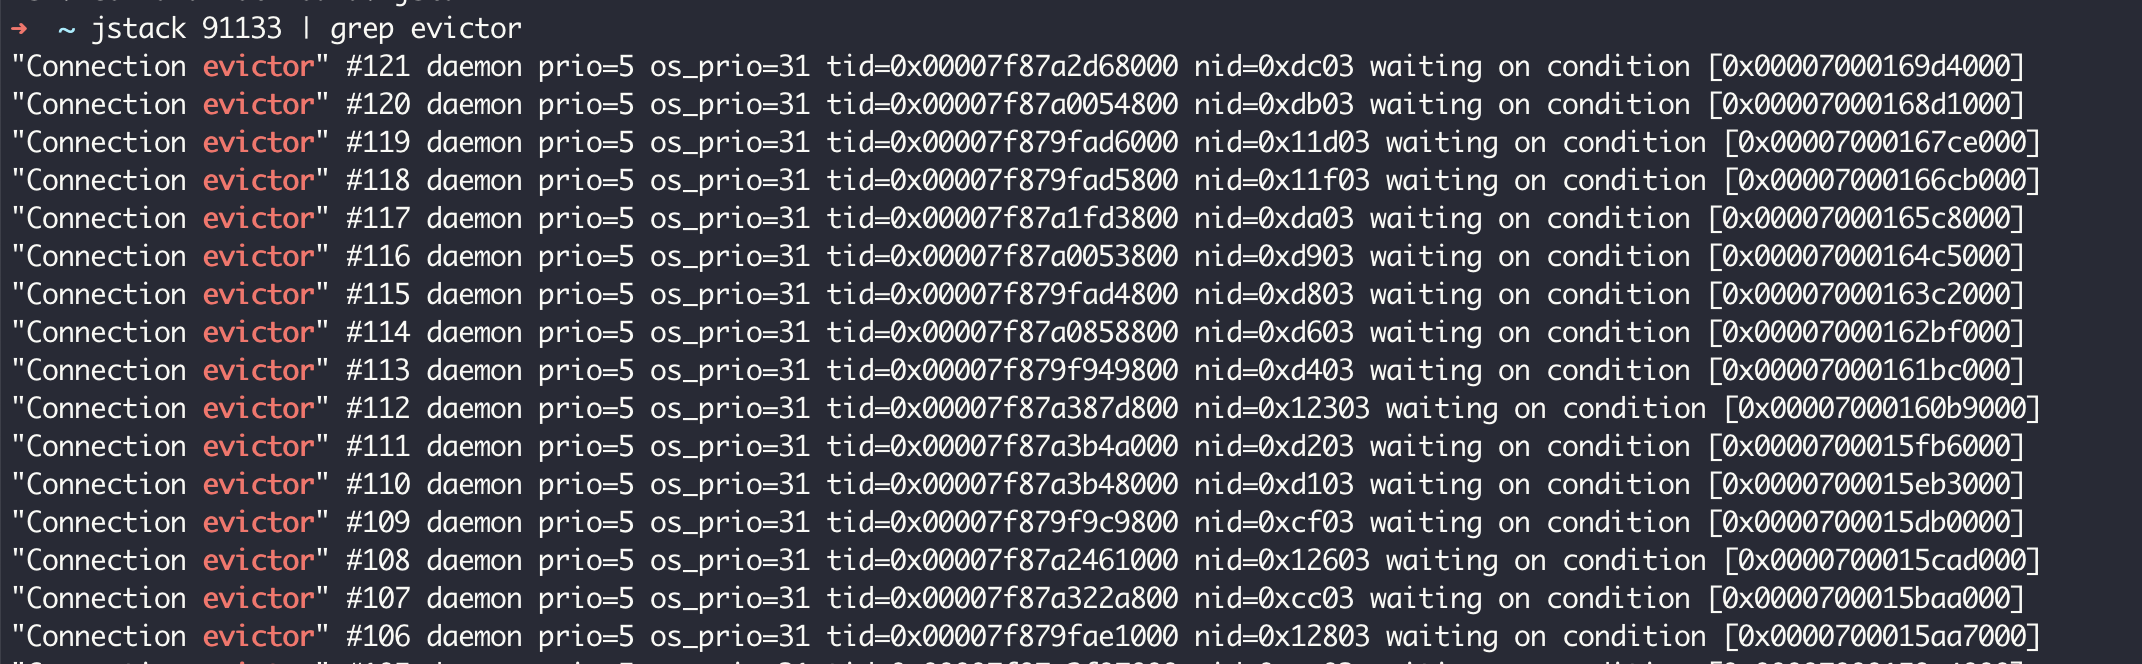 → ~ jstack 91133 | grep evictor
"Connection evictor" #121 daemon prio=5 os_prio=31 tid=0x00007f87a2d68000 nid=0xdc03 waiting on condition [0x00007000169d4000]
"Connection evictor" #120 daemon prio=5 os_prio=31 tid=0x00007f87a0054800 nid=0xdb03 waiting on condition [0x00007000168d1000]
"Connection evictor" #119 daemon prio=5 os_prio=31 tid=0x00007f879fad6000 nid=0x11d03 waiting on condition [0x00007000167ce000]
"Connection evictor" #118 daemon prio=5 os_prio=31 tid=0x00007f879fad5800 nid=0x11f03 waiting on condition [0x00007000166cb000]
"Connection evictor" #117 daemon prio=5 os_prio=31 tid=0x00007f87a1fd3800 nid=0xda03 waiting on condition [0x00007000165c8000]
"Connection evictor" #116 daemon prio=5 os_prio=31 tid=0x00007f87a0053800 nid=0xd903 waiting on condition [0x00007000164c5000]
"Connection evictor" #115 daemon prio=5 os_prio=31 tid=0x00007f879fad4800 nid=0xd803 waiting on condition [0x00007000163c2000]
"Connection evictor" #114 daemon prio=5 os_prio=31 tid=0x00007f87a0858800 nid=0xd603 waiting on condition [0x00007000162bf000]
"Connection evictor" #113 daemon prio=5 os_prio=31 tid=0x00007f879f949800 nid=0xd403 waiting on condition [0x00007000161bc000]
"Connection evictor" #112 daemon prio=5 os_prio=31 tid=0x00007f87a387d800 nid=0x12303 waiting on condition [0x00007000160b9000]
"Connection evictor" #111 daemon prio=5 os_prio=31 tid=0x00007f87a3b4a000 nid=0xd203 waiting on condition [0x0000700015fb6000]
"Connection evictor" #110 daemon prio=5 os_prio=31 tid=0x00007f87a3b48000 nid=0xd103 waiting on condition [0x0000700015eb3000]
"Connection evictor" #109 daemon prio=5 os_prio=31 tid=0x00007f879f9c9800 nid=0xcf03 waiting on condition [0x0000700015db0000]
"Connection evictor" #108 daemon prio=5 os_prio=31 tid=0x00007f87a2461000 nid=0x12603 waiting on condition [0x0000700015cad000]
"Connection evictor" #107 daemon prio=5 os_prio=31 tid=0x00007f87a322a800 nid=0xcc03 waiting on condition [0x0000700015baa000]
"Connection evictor" #106 daemon prio=5 os_prio=31 tid=0x00007f879fae1000 nid=0x12803 waiting on condition [0x0000700015aa7000]